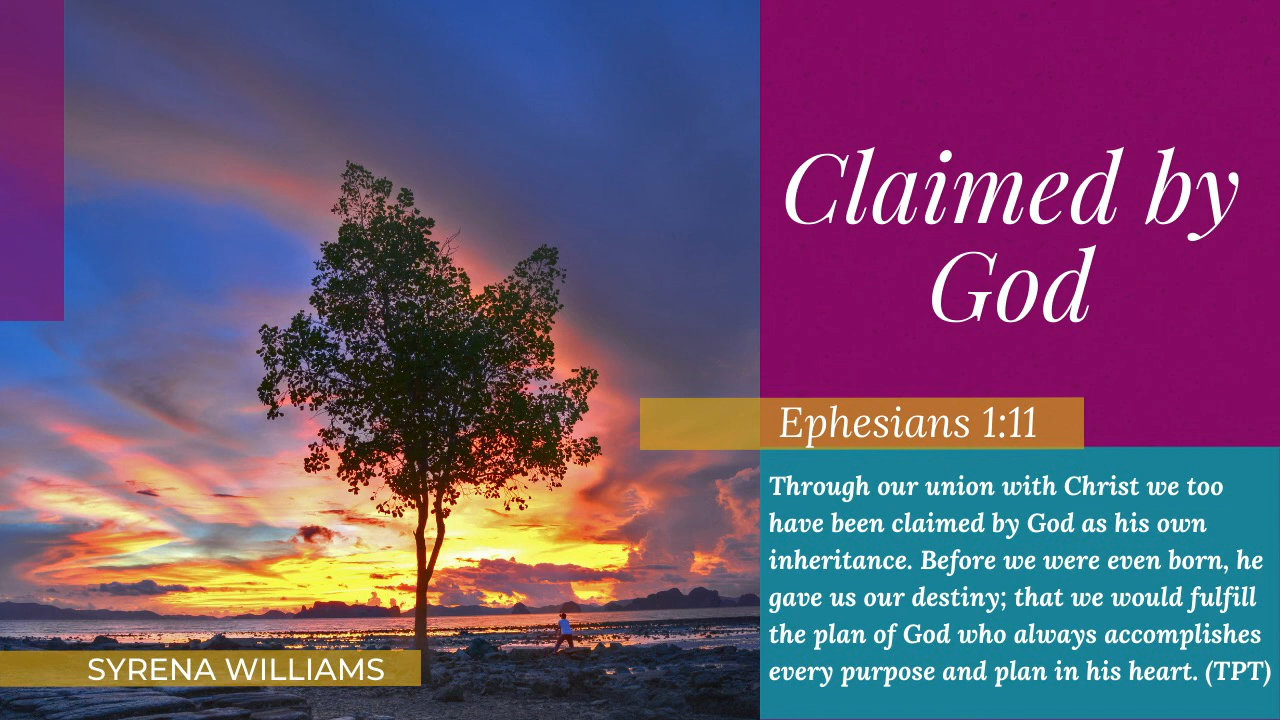 Claimed by
God
Ephesians 1:11
Through our union with Christ we too
have been claimed by God as his own
inheritance. Before we were even born, he
gave us our destiny; that we would fulfill
the plan of God who always accomplishes
every purpose and plan in his heart. (TPT)
SYRENA WILLIAMS